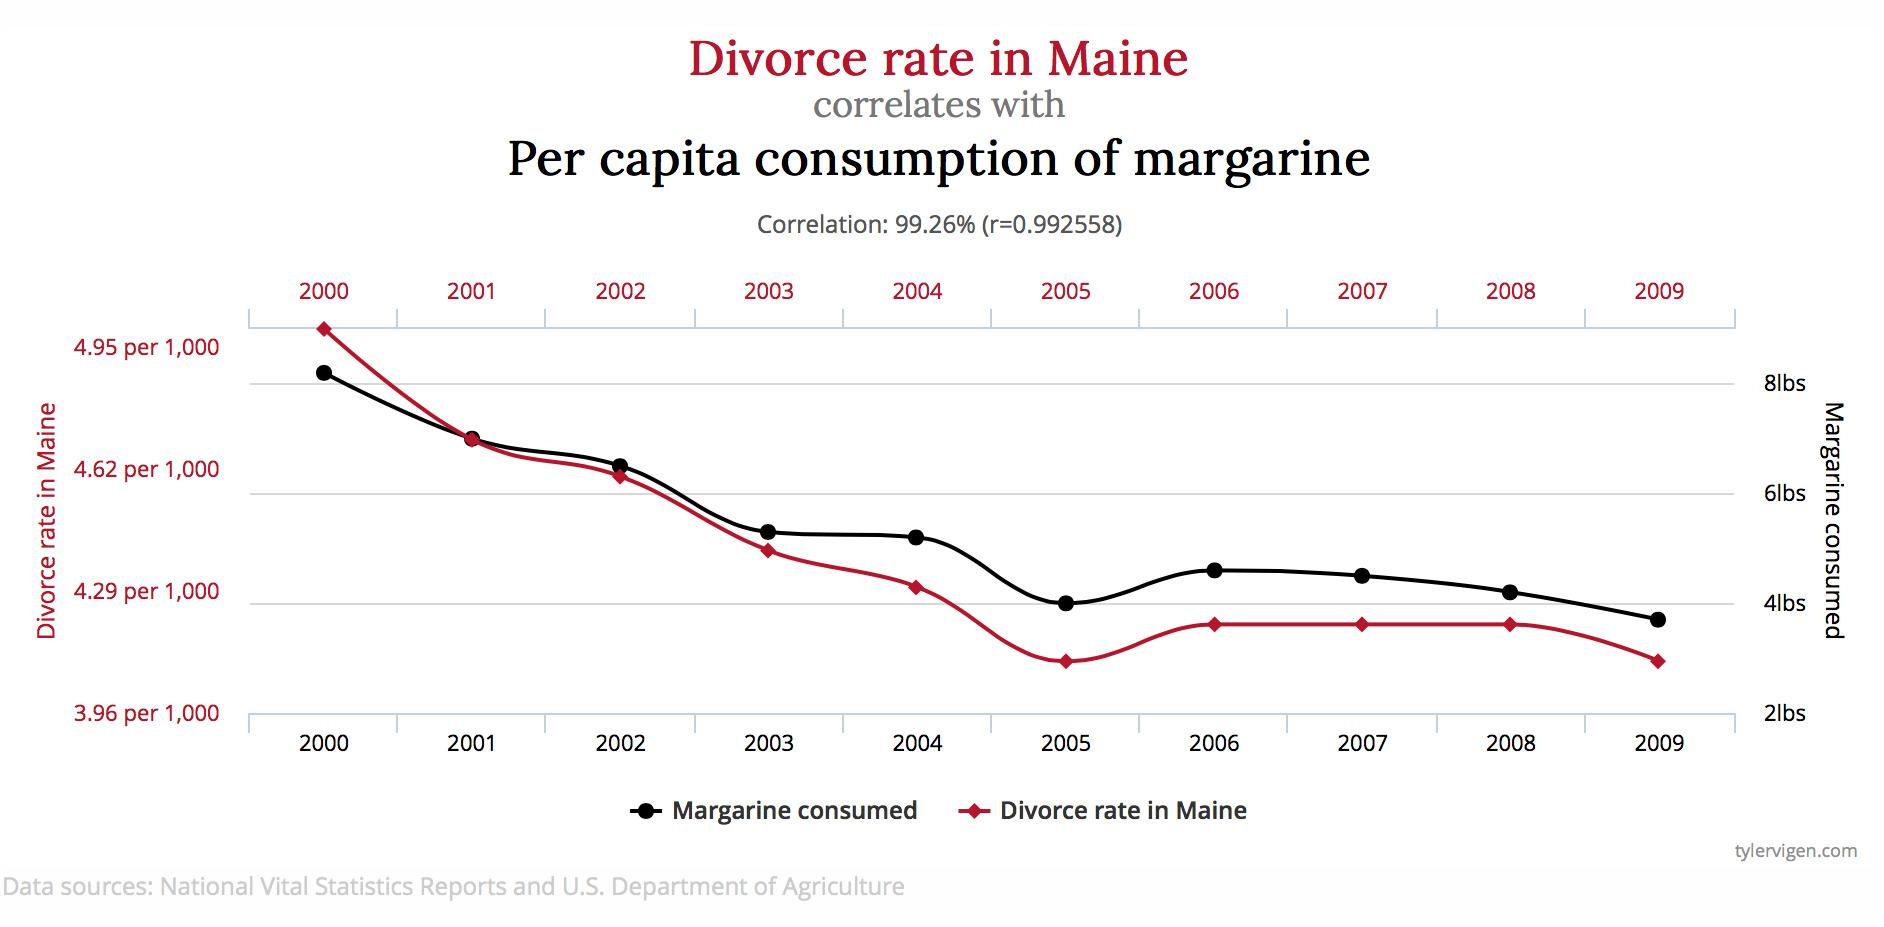 Divorce rate in Maine
correlates with
Per capita consumption of margarine
Correlation: 99.26% (r=0.992558)
2000 2001 2002 2003 2004 2005 2006 2007 2008 2009
Divorce rate in Maine
4.95 per 1,000
4.62 per 1,000
4.29 per 1,000
3.96 per 1,000
8lbs
6lbs
4lbs
2lbs
Margarine consumed
2000 2001 2002 2003 2004 2005 2006 2007 2008 2009
Margarine consumed Divorce rate in Maine
tylervigen.com
Data sources: National Vital Statistics Reports and U.S. Department of Agriculture